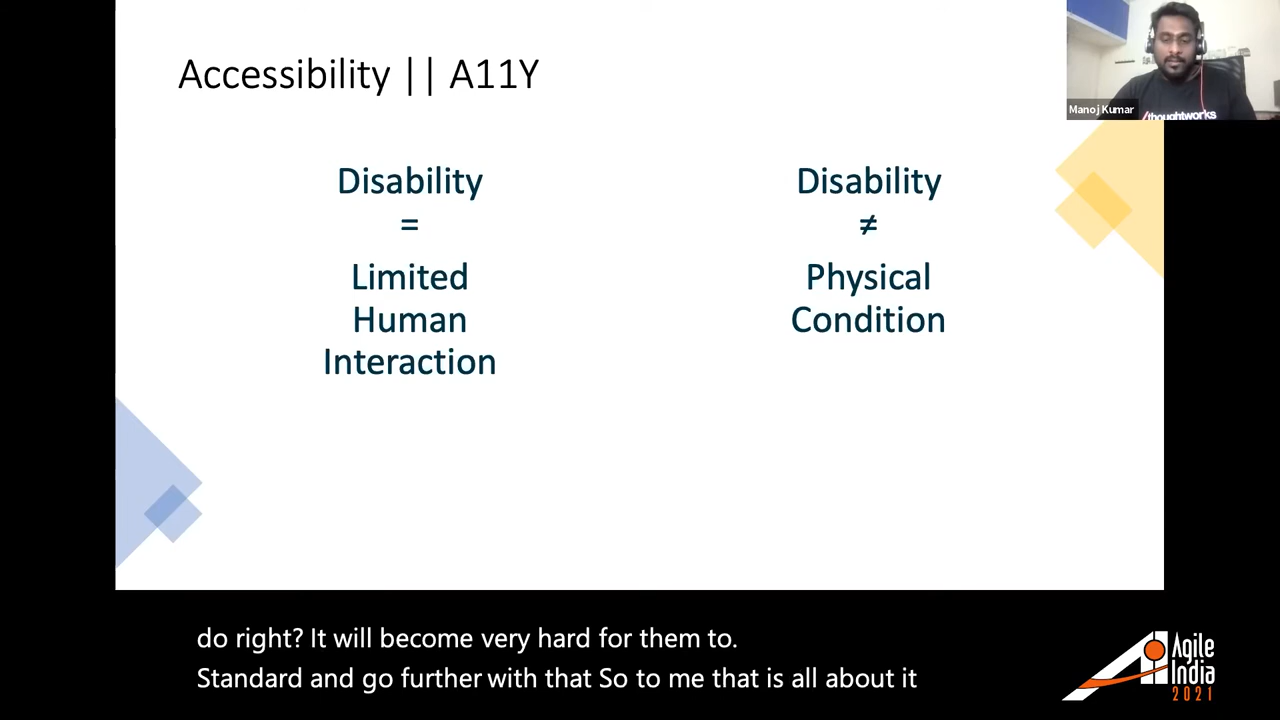 Accessibility || A11Y
Manoj Kumar
/thoughtworks
Disability
=
Limited
Human
Interaction
Disability
≠
Physical
Condition
do right? It will become very hard for them to.
Standard and go further with that So to me that is all about it
Agile
India
2021